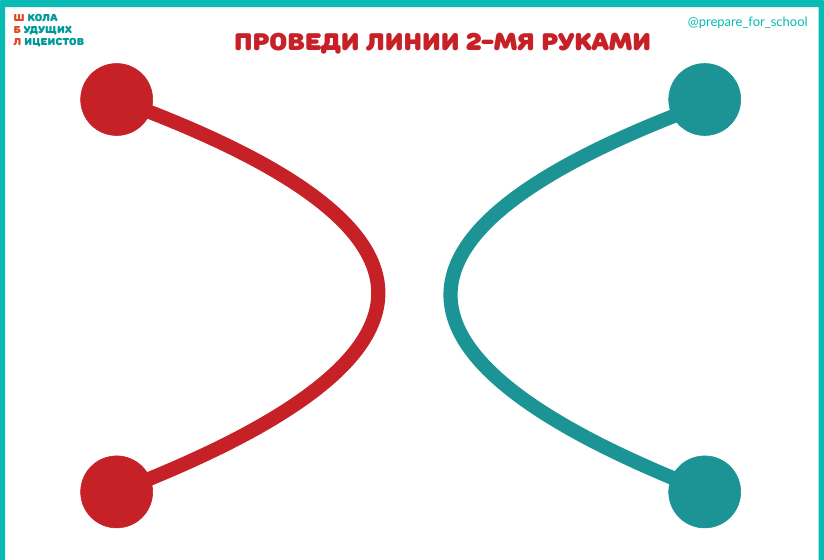 Ш КОЛА
Б УДУЩИХ
Л ИЦЕИСТОВ
@prepare_for_school
ПРОВЕДИ ЛИНИИ 2-МЯ РУКАМИ